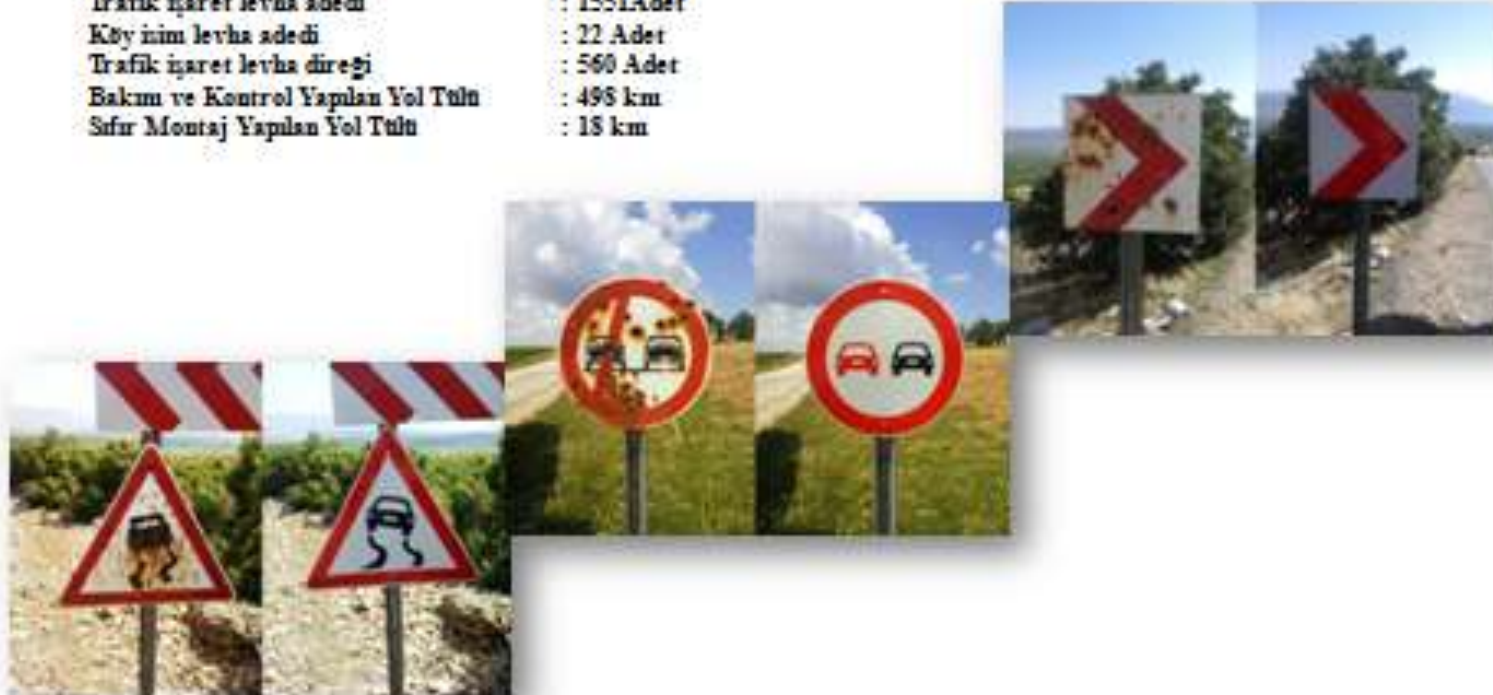 Trafik işaret levha adedi : 1551Adet
Köy isim levha adedi : 22 Adet
Trafik işaret levha direği : 560 Adet
Bakım ve Kontrol Yapılan Yol Tülü : 498 km
Sıfır Montaj Yapılan Yol Tülü : 18 km